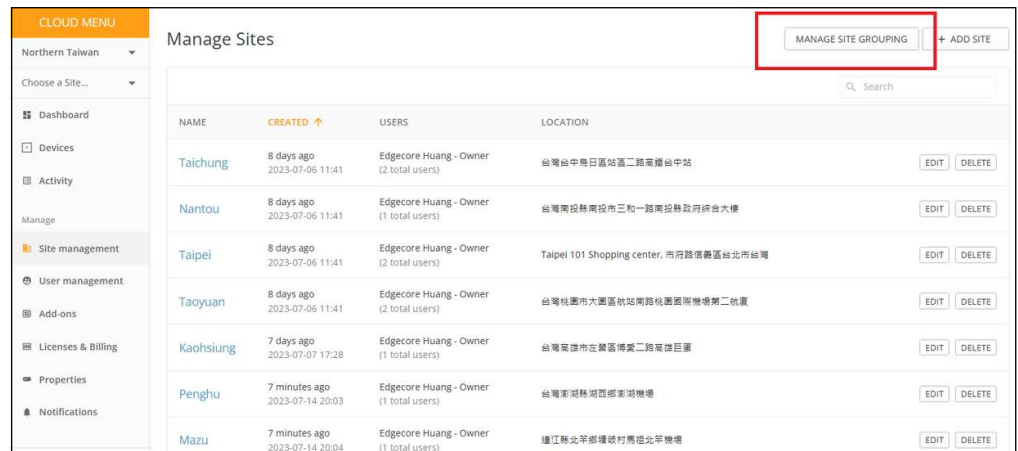 CLOUD MENU
Northern Taiwan
Choose a Site...
Dashboard
Devices
Activity
Manage
Site management
User management
Add-ons
Licenses & Billing
Properties
Notifications
Manage Sites
MANAGE SITE GROUPING
+ ADD SITE
Search
NAME CREATED ↑ USERS LOCATION
Taichung 8 days ago Edgecore Huang - Owner 台灣台中烏日區站區二路高鐵台中站 EDIT DELETE
2023-07-06 11:41 (2 total users)
Nantou 8 days ago Edgecore Huang - Owner 台灣南投縣南投市三和一路南投縣政府綜合大樓 EDIT DELETE
2023-07-06 11:41 (1 total users)
Taipei 8 days ago Edgecore Huang - Owner Taipei 101 Shopping center, 市府路信義區台北市台灣 EDIT DELETE
2023-07-06 11:41 (2 total users)
Taoyuan 8 days ago Edgecore Huang - Owner 台灣桃園市大園區航站南路桃園國際機場第二航廈 EDIT DELETE
2023-07-06 11:41 (2 total users)
Kaohsiung 7 days ago Edgecore Huang - Owner 台灣高雄市左營區博愛二路高雄巨蛋 EDIT DELETE
2023-07-07 17:28 (1 total users)
Penghu 7 minutes ago Edgecore Huang - Owner 台灣澎湖縣湖西鄉澎湖機場 EDIT DELETE
2023-07-14 20:03 (1 total users)
Mazu 7 minutes ago Edgecore Huang - Owner 連江縣北竿鄉塘岐村馬祖北竿機場 EDIT DELETE
2023-07-14 20:04 (1 total users)